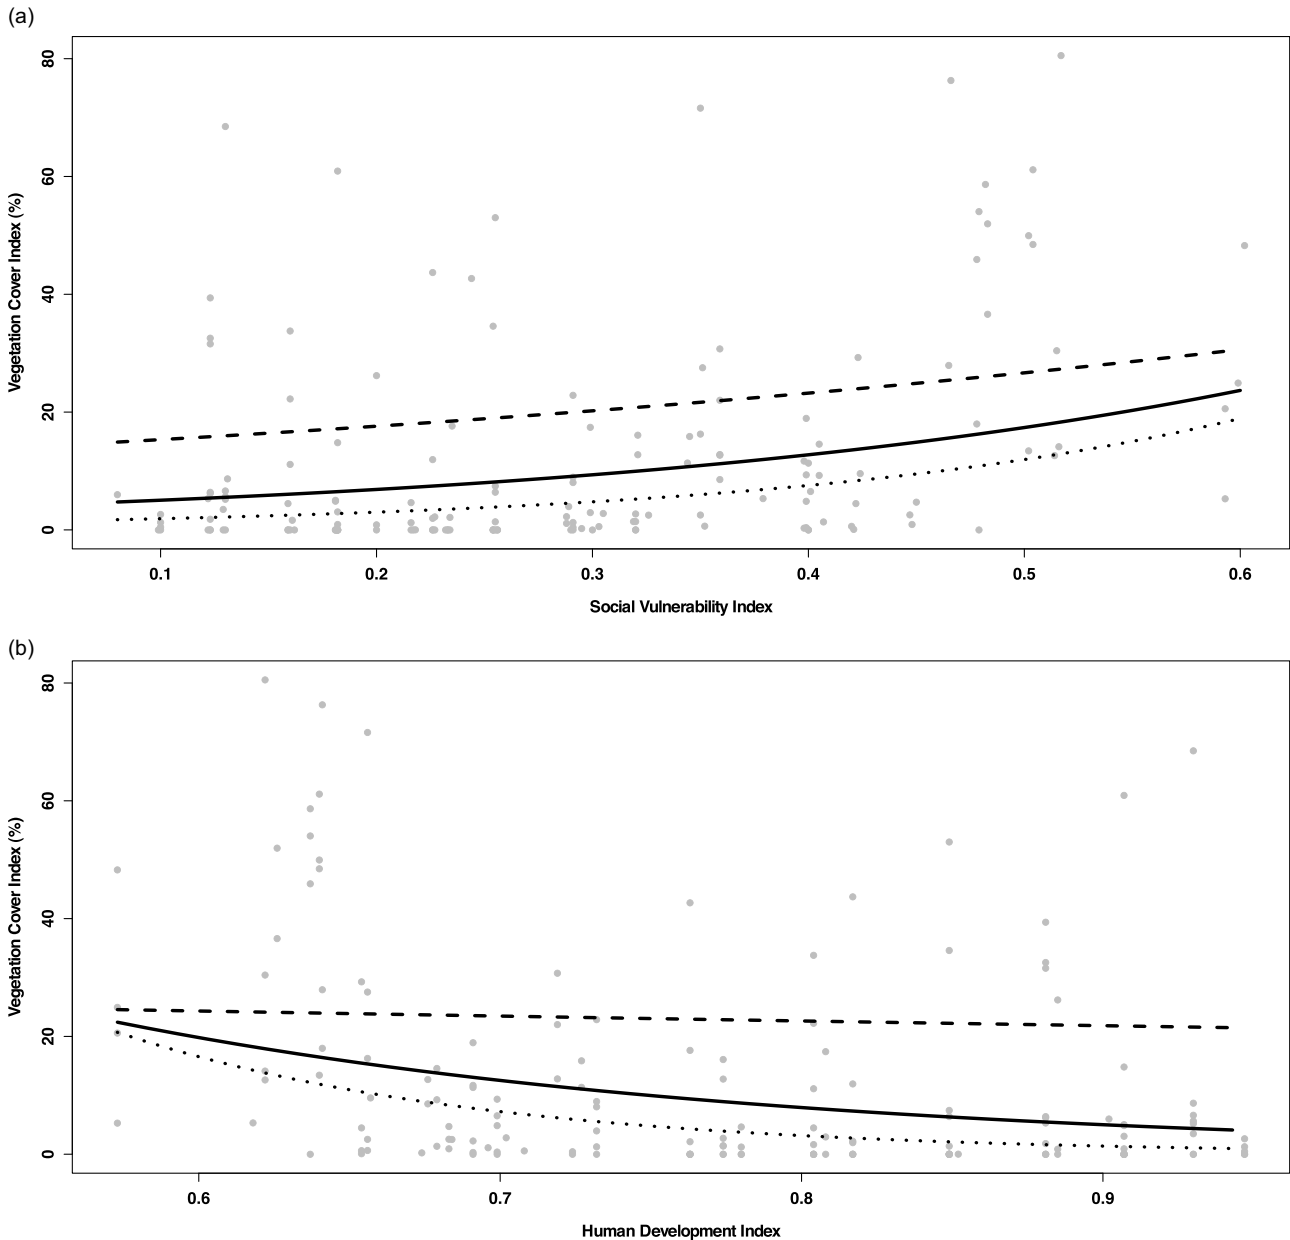 (a)
80
60
40
20
0
Vegetation Cover Index (%)
0.1 0.2 0.3 0.4 0.5 0.6
Social Vulnerability Index
(b)
80
60
40
20
0
Vegetation Cover Index (%)
0.6 0.7 0.8 0.9
Human Development Index